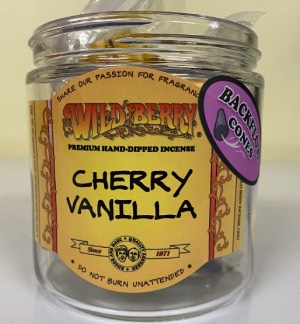 SHARE OUR PASSION FOR FRAGRANCE
WILD BERRY®
PREMIUM HAND-DIPPED INCENSE
BACKFLOW
CONES
CHERRY
VANILLA
Since
1971
* DO NOT BURN UNATTENDED *